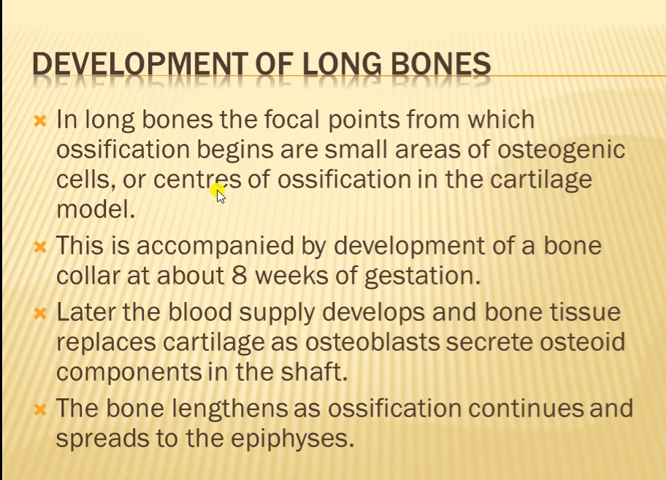 DEVELOPMENT OF LONG BONES
In long bones the focal points from which
ossification begins are small areas of osteogenic
cells, or centres of ossification in the cartilage
model.
This is accompanied by development of a bone
collar at about 8 weeks of gestation.
Later the blood supply develops and bone tissue
replaces cartilage as osteoblasts secrete osteoid
components in the shaft.
The bone lengthens as ossification continues and
spreads to the epiphyses.